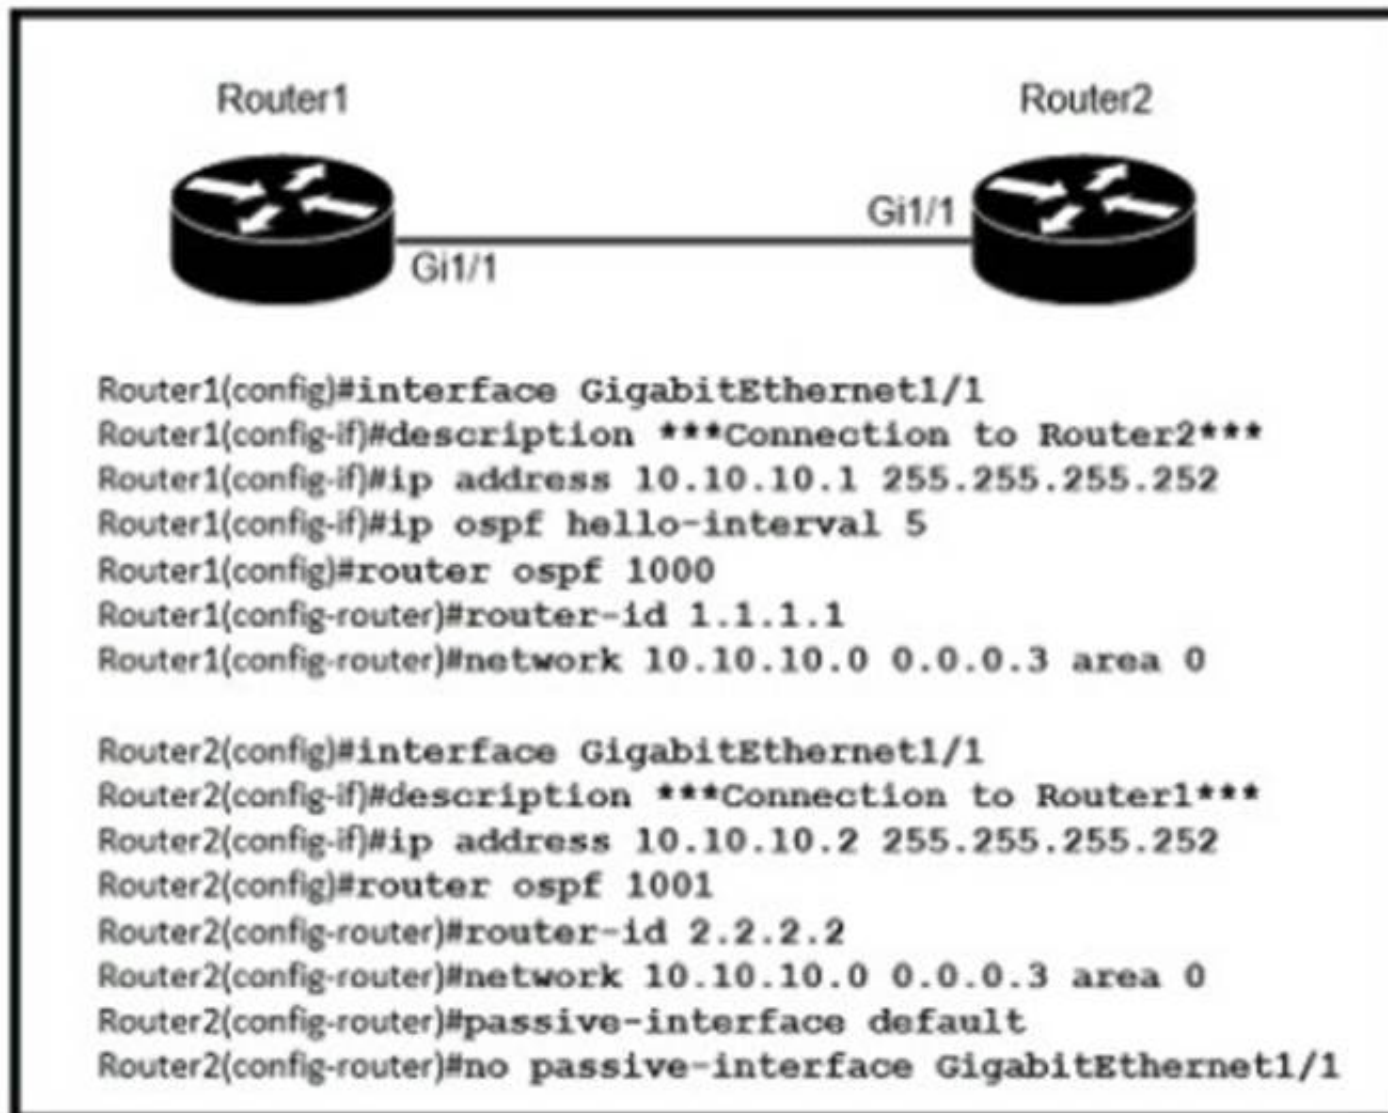 Router1
Router2
Gi1/1
Gi1/1
Router1(config)#interface GigabitEthernet1/1
Router1(config-if)#description ***Connection to Router2***
Router1(config-if)#ip address 10.10.10.1 255.255.255.252
Router1(config-if)#ip ospf hello-interval 5
Router1(config)#router ospf 1000
Router1(config-router)#router-id 1.1.1.1
Router1(config-router)#network 10.10.10.0 0.0.0.3 area 0
Router2(config)#interface GigabitEthernet1/1
Router2(config-if)#description ***Connection to Router1***
Router2(config-if)#ip address 10.10.10.2 255.255.255.252
Router2(config)#router ospf 1001
Router2(config-router)#router-id 2.2.2.2
Router2(config-router)#network 10.10.10.0 0.0.0.3 area 0
Router2(config-router)#passive-interface default
Router2(config-router)#no passive-interface GigabitEthernet1/1